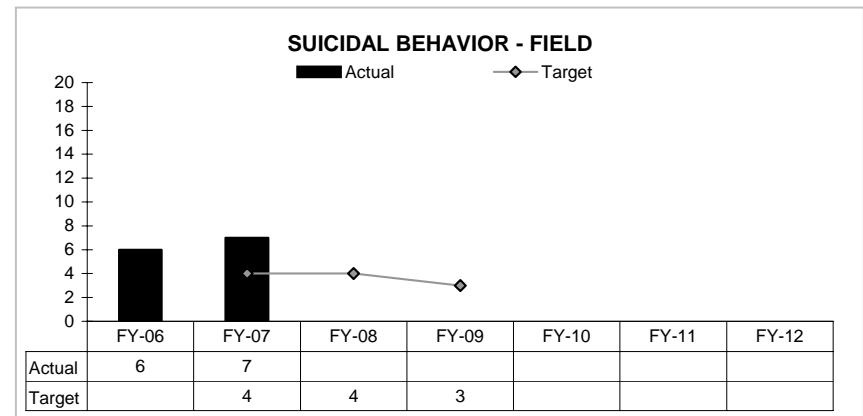 SUICIDAL BEHAVIOR - FIELD
Actual Target
20
18
16
14
12
10
8
6
4
2
0
FY-06 FY-07 FY-08 FY-09 FY-10 FY-11 FY-12
Actual 6 7
Target 4 4 3